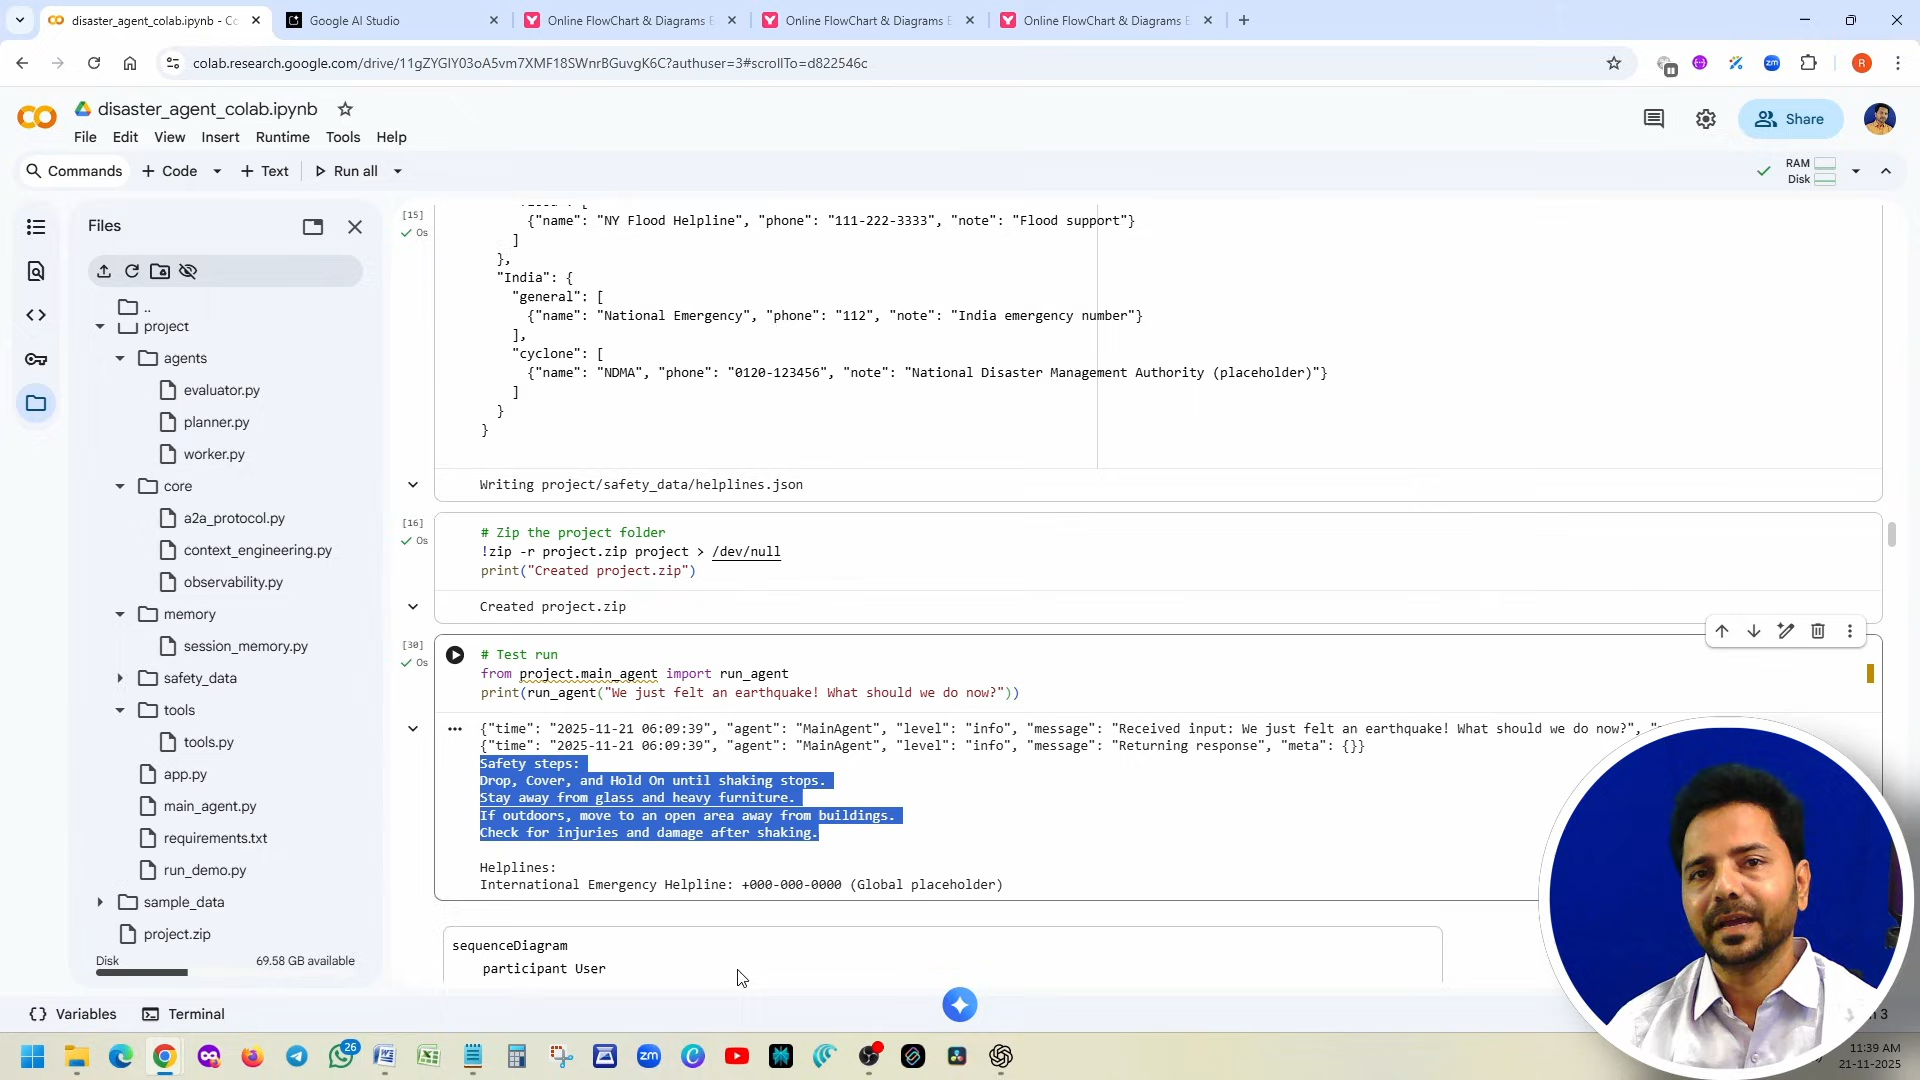 disaster_agent_colab.ipynb - Co
Google AI Studio
Online FlowChart & Diagrams E
Online FlowChart & Diagrams E
Online FlowChart & Diagrams E
colab.research.google.com/drive/11gZYGlY03oA5vm7XMF18SWnrBGuvgK6C?authuser=3#scrollTo=d822546c
R
disaster_agent_colab.ipynb
File Edit View Insert Runtime Tools Help
Share
Commands + Code + Text Run all
RAM
Disk
Files
..
project
agents
evaluator.py
planner.py
worker.py
core
a2a_protocol.py
context_engineering.py
observability.py
memory
session_memory.py
safety_data
tools
tools.py
app.py
main_agent.py
requirements.txt
run_demo.py
sample_data
project.zip
Disk 69.58 GB available
[15]
0s
{"name": "NY Flood Helpline", "phone": "111-222-3333", "note": "Flood support"}
]
},
"India": {
"general": [
{"name": "National Emergency", "phone": "112", "note": "India emergency number"}
],
"cyclone": [
{"name": "NDMA", "phone": "0120-123456", "note": "National Disaster Management Authority (placeholder)"}
]
}
}
Writing project/safety_data/helplines.json
[16]
0s
# Zip the project folder
!zip -r project.zip project > /dev/null
print("Created project.zip")
Created project.zip
[30]
0s
# Test run
from project.main_agent import run_agent
print(run_agent("We just felt an earthquake! What should we do now?"))
{"time": "2025-11-21 06:09:39", "agent": "MainAgent", "level": "info", "message": "Received input: We just felt an earthquake! What should we do now?",
{"time": "2025-11-21 06:09:39", "agent": "MainAgent", "level": "info", "message": "Returning response", "meta": {}}
Safety steps:
Drop, Cover, and Hold On until shaking stops.
Stay away from glass and heavy furniture.
If outdoors, move to an open area away from buildings.
Check for injuries and damage after shaking.
Helplines:
International Emergency Helpline: +000-000-0000 (Global placeholder)
sequenceDiagram
participant User
Variables Terminal
3
26
zm
11:39 AM
21-11-2025